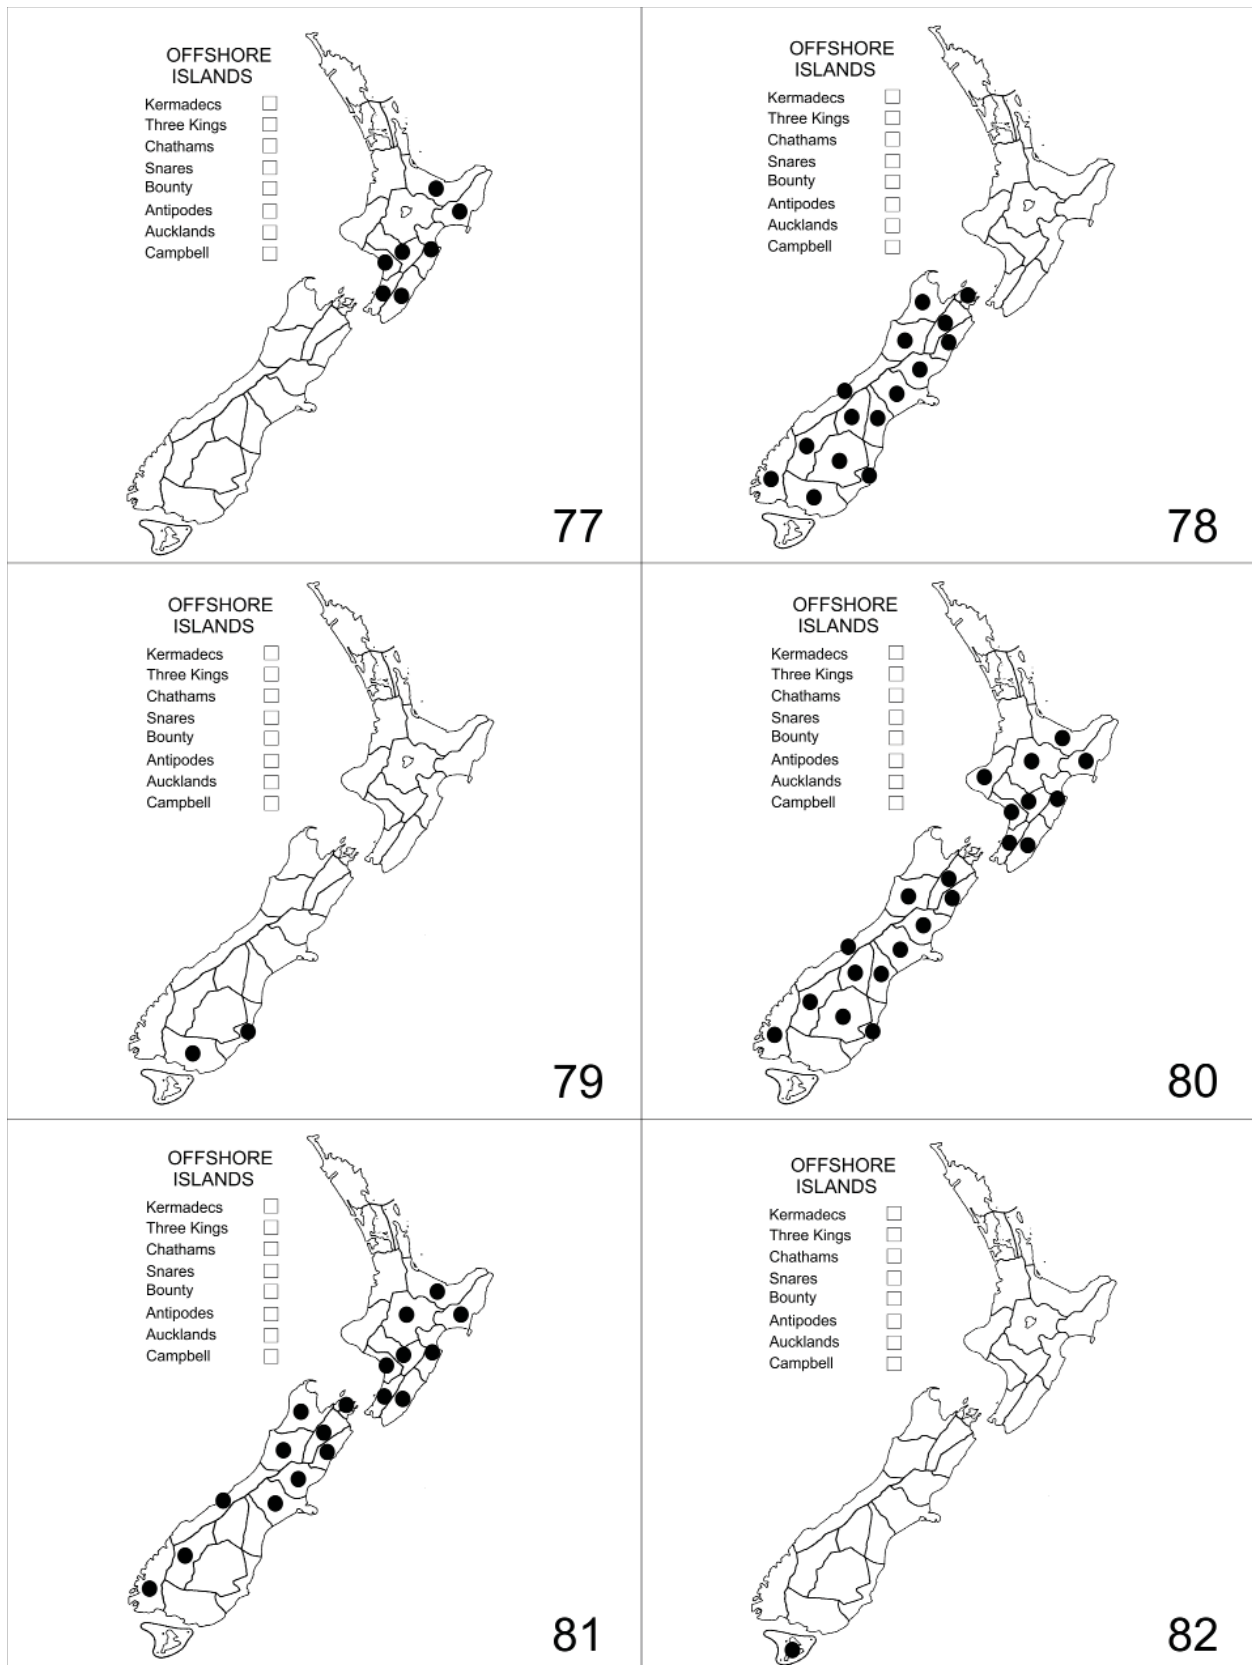 OFFSHORE
ISLANDS
Kermadecs
Three Kings
Chathams
Snares
Bounty
Antipodes
Aucklands
Campbell
77
OFFSHORE
ISLANDS
Kermadecs
Three Kings
Chathams
Snares
Bounty
Antipodes
Aucklands
Campbell
78
OFFSHORE
ISLANDS
Kermadecs
Three Kings
Chathams
Snares
Bounty
Antipodes
Aucklands
Campbell
79
OFFSHORE
ISLANDS
Kermadecs
Three Kings
Chathams
Snares
Bounty
Antipodes
Aucklands
Campbell
80
OFFSHORE
ISLANDS
Kermadecs
Three Kings
Chathams
Snares
Bounty
Antipodes
Aucklands
Campbell
81
OFFSHORE
ISLANDS
Kermadecs
Three Kings
Chathams
Snares
Bounty
Antipodes
Aucklands
Campbell
82